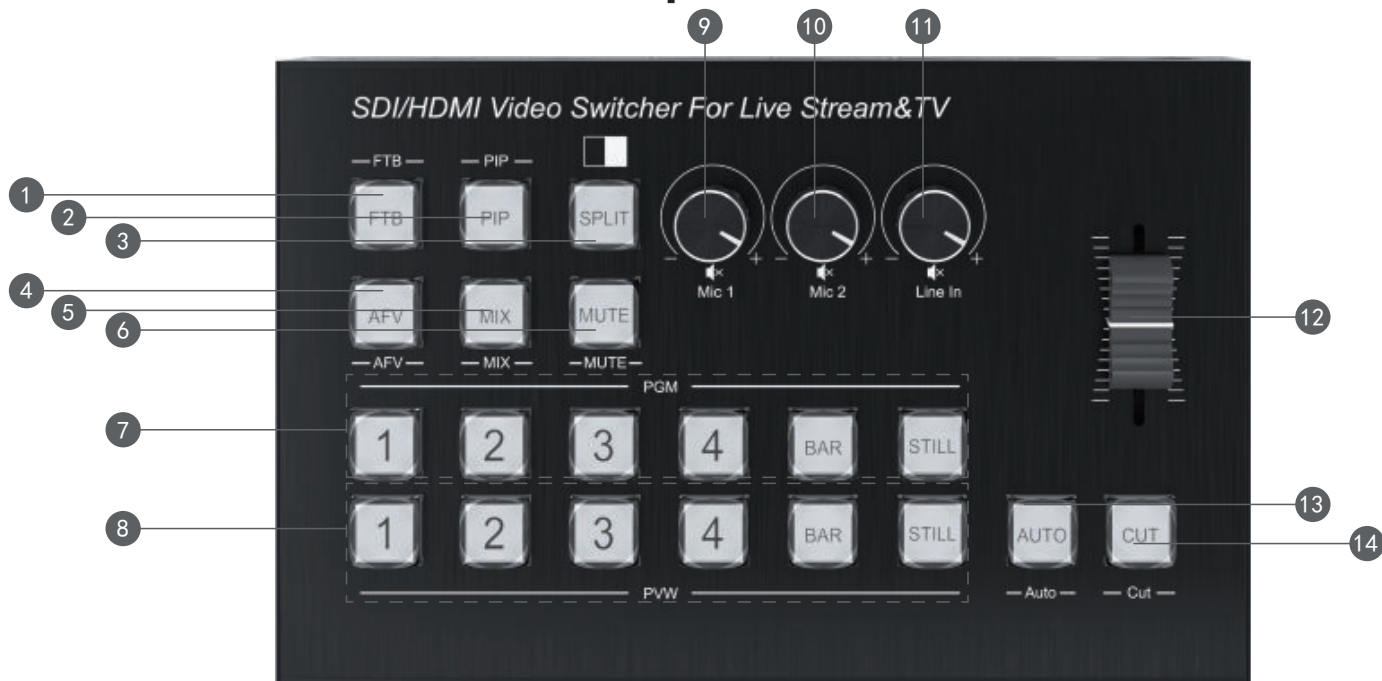 9 10 11
SDI/HDMI Video Switcher For Live Stream&TV
FTB PIP
1 FTB 2 PIP 3 SPLIT
- + - + - +
Mic 1 Mic 2 Line In
4 AFV 5 MIX 6 MUTE
12
AFV MIX MUTE
PGM
7 1 2 3 4 BAR STILL
8 1 2 3 4 BAR STILL
13 AUTO CUT 14
PVW
Auto Cut